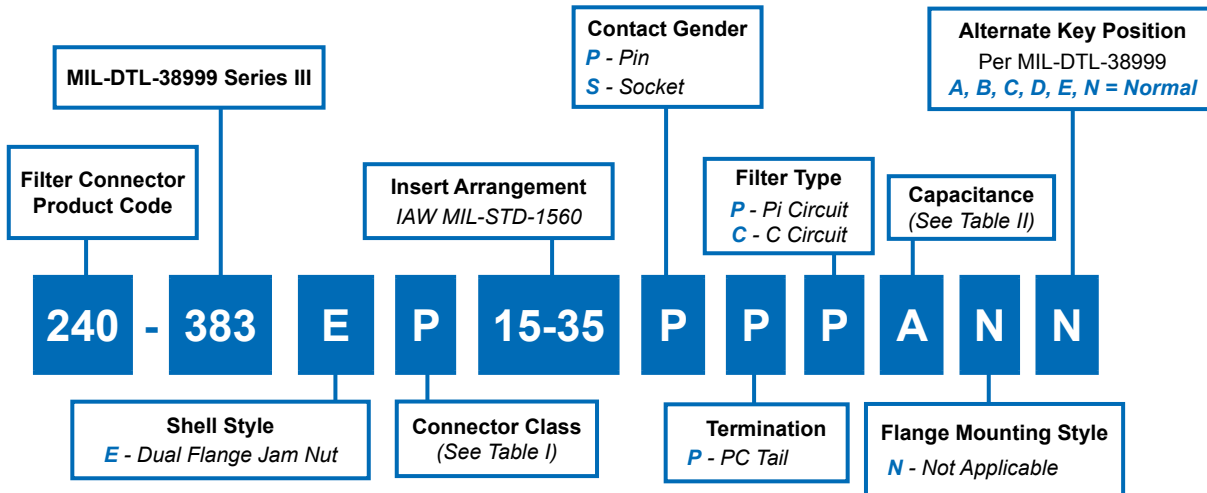 Contact Gender
P - Pin
S - Socket
Alternate Key Position
Per MIL-DTL-38999
A, B, C, D, E, N = Normal
MIL-DTL-38999 Series III
Filter Connector
Product Code
Insert Arrangement
IAW MIL-STD-1560
Filter Type
P - Pi Circuit
C - C Circuit
Capacitance
(See Table II)
240 - 383 E P 15-35 P P P A N N
Shell Style
E - Dual Flange Jam Nut
Connector Class
(See Table I)
Termination
P - PC Tail
Flange Mounting Style
N - Not Applicable